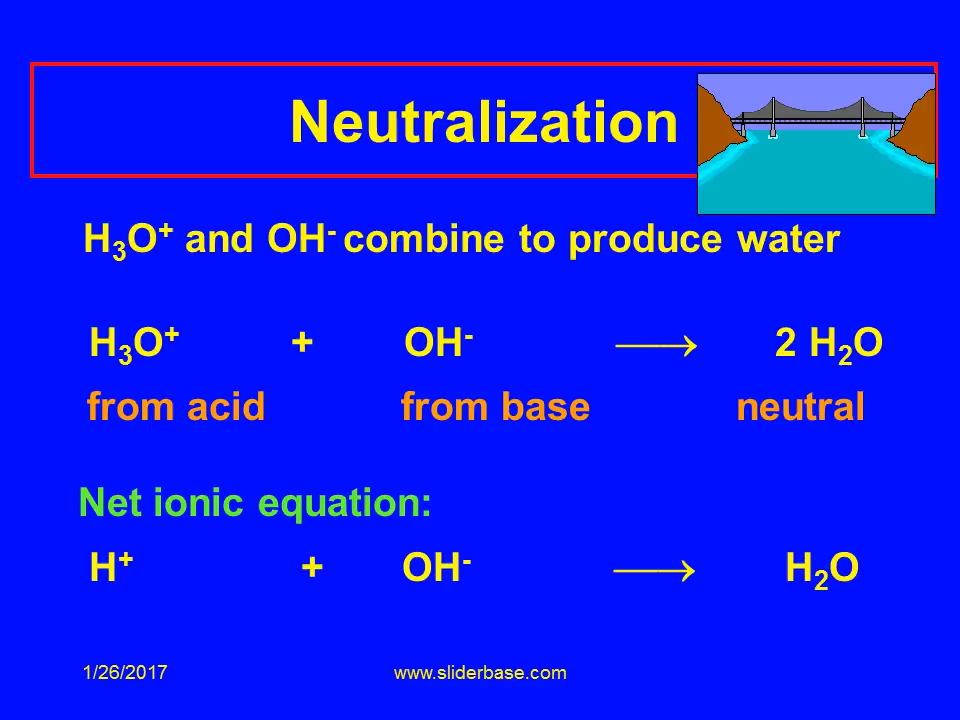 Neutralization
H₃O⁺ and OH⁻ combine to produce water
H₃O⁺ + OH⁻ ⟶ 2 H₂O
from acid from base neutral
Net ionic equation:
H⁺ + OH⁻ ⟶ H₂O
1/26/2017 www.sliderbase.com